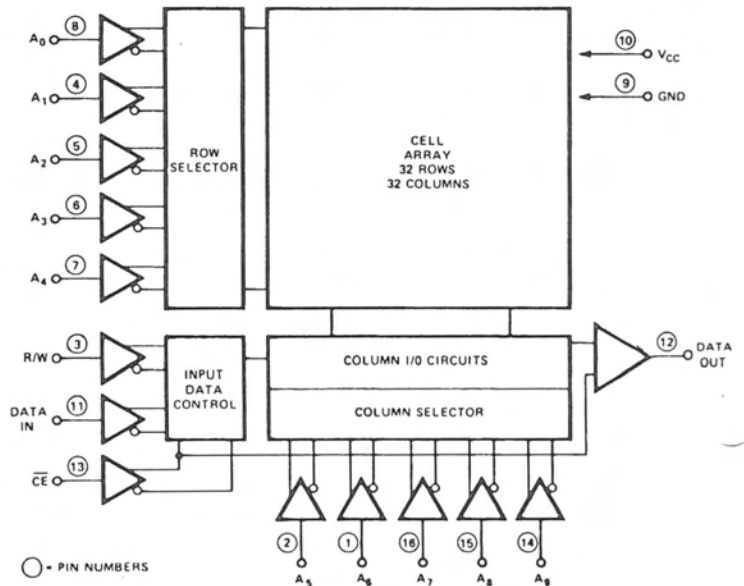 A0 8
A1 4
A2 5
A3 6
A4 7
ROW
SELECTOR
CELL
ARRAY
32 ROWS
32 COLUMNS
10 VCC
9 GND
R/W 3
DATA
IN 11
CE 13
INPUT
DATA
CONTROL
COLUMN I/O CIRCUITS
COLUMN SELECTOR
12 DATA
OUT
2 1 16 15 14
A5 A6 A7 A8 A9
= PIN NUMBERS